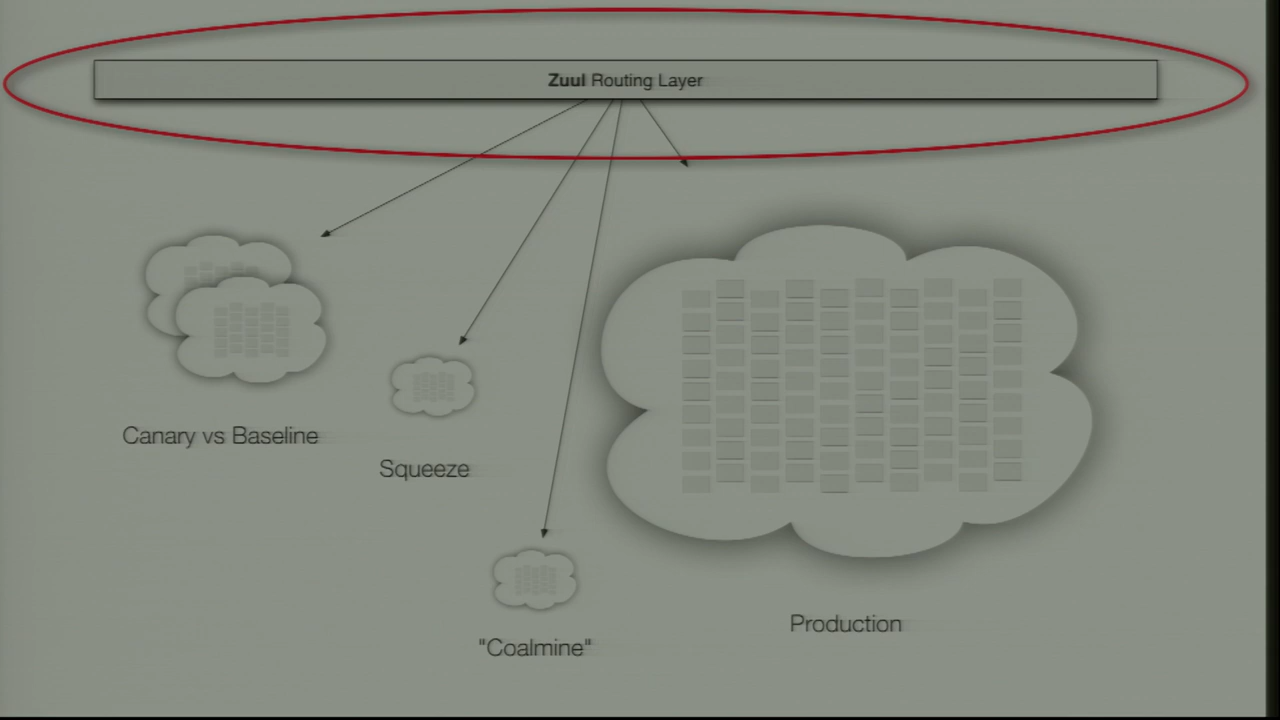 Zuul Routing Layer
Canary vs Baseline
Squeeze
"Coalmine"
Production